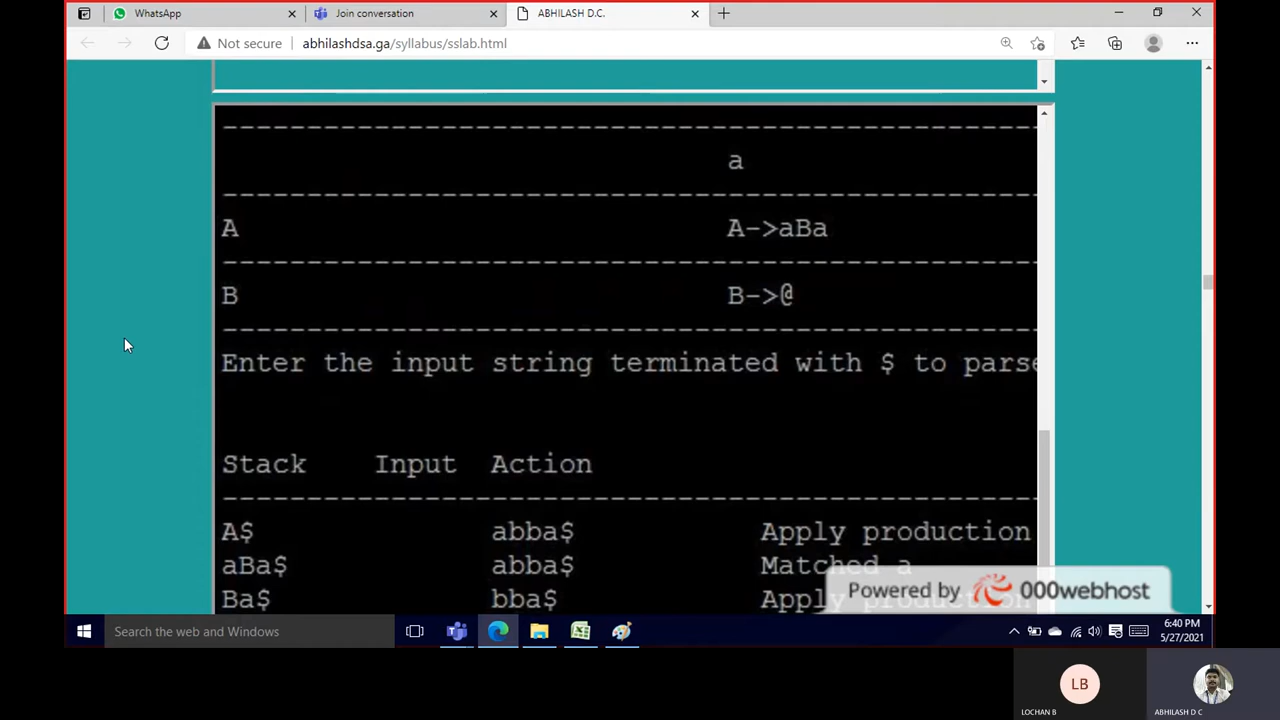 WhatsApp
Join conversation
ABHILASH D.C.
Not secure
abhilashdsa.ga/syllabus/sslab.html
a
A A->aBa
B B->@
Enter the input string terminated with $ to parse
Stack Input Action
A$ abba$ Apply production
aBa$ abba$ Matched a
Ba$ bba$ Apply production
Powered by 000webhost
Search the web and Windows
6:40 PM
5/27/2021
LB
LOCHAN B
ABHILASH D C